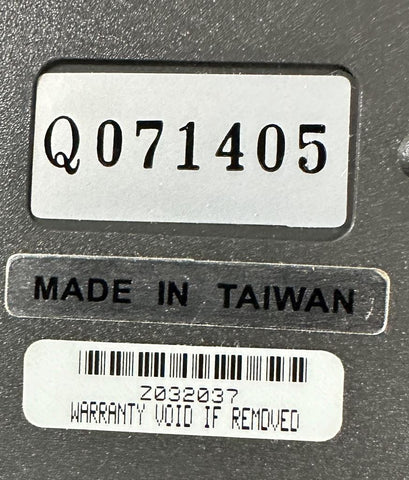 Q071405
MADE IN TAIWAN
Z032037
WARRANTY VOID IF REMOVED